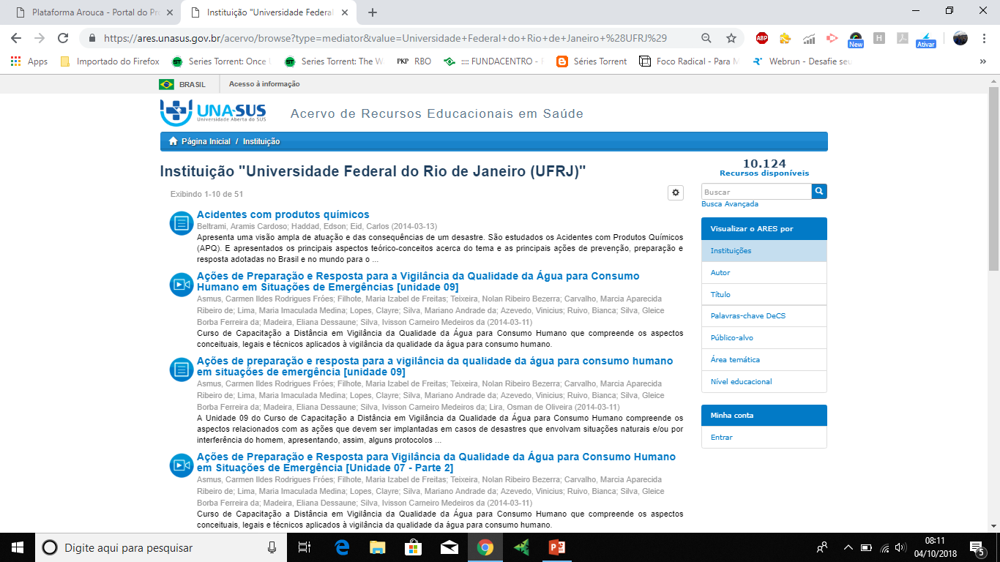 Plataforma Arouca - Portal do Pr
Instituição "Universidade Federal
https://ares.unasus.gov.br/acervo/browse?type=mediator&value=Universidade+Federal+do+Rio+de+Janeiro+%28UFRJ%29
ABP
New
H
Ativar
Apps
Importado do Firefox
Series Torrent: Once
Series Torrent: The W
PKP RBO
:::: FUNDACENTRO -
Séries Torrent
Foco Radical - Para M
Webrun - Desafie seu
»
BRASIL
Acesso à informação
UNA-SUS
Universidade Aberta do SUS
Acervo de Recursos Educacionais em Saúde
Página Inicial / Instituição
Instituição "Universidade Federal do Rio de Janeiro (UFRJ)"
Exibindo 1-10 de 51
Acidentes com produtos químicos
Beltrami, Aramis Cardoso; Haddad, Edson; Eid, Carlos (2014-03-13)
Apresenta uma visão ampla de atuação e das consequências de um desastre. São estudados os Acidentes com Produtos Químicos
(APQ). E apresentados os principais aspectos teórico-conceitos acerca do tema e as principais ações de prevenção, preparação e
resposta adotadas no Brasil e no mundo para o ...
Ações de Preparação e Resposta para a Vigilância da Qualidade da Água para Consumo
Humano em Situações de Emergências [unidade 09]
Asmus, Carmen Ildes Rodrigues Fróes; Filhote, Maria Izabel de Freitas; Teixeira, Nolan Ribeiro Bezerra; Carvalho, Marcia Aparecida
Ribeiro de; Lima, Maria Imaculada Medina; Lopes, Clayre; Silva, Mariano Andrade da; Azevedo, Vinicius; Ruivo, Bianca; Silva, Gleice
Borba Ferreira da; Madeira, Eliana Dessaune; Silva, Ivisson Carneiro Medeiros da (2014-03-11)
Curso de Capacitação a Distância em Vigilância da Qualidade da Água para Consumo Humano que compreende os aspectos
conceituais, legais e técnicos aplicados à vigilância da qualidade da água para consumo humano.
Ações de preparação e resposta para a vigilância da qualidade da água para consumo humano
em situações de emergência [unidade 09]
Asmus, Carmen Ildes Rodrigues Fróes; Filhote, Maria Izabel de Freitas; Teixeira, Nolan Ribeiro Bezerra; Carvalho, Marcia Aparecida
Ribeiro de; Lima, Maria Imaculada Medina; Lopes, Clayre; Silva, Mariano Andrade da; Azevedo, Vinicius; Ruivo, Bianca; Silva, Gleice
Borba Ferreira da; Madeira, Eliana Dessaune; Silva, Ivisson Carneiro Medeiros da; Lira, Osman de Oliveira (2014-03-11)
A Unidade 09 do Curso de Capacitação a Distância em Vigilância da Qualidade da Água para Consumo Humano compreende os
aspectos relacionados com as ações que devem ser implantadas em casos de desastres que envolvam situações naturais e/ou por
interferência do homem, apresentando, assim, alguns protocolos ...
Ações de Preparação e Resposta para Vigilância da Qualidade da Água para Consumo Humano
em Situações de Emergência [Unidade 07 - Parte 2]
Asmus, Carmen Ildes Rodrigues Fróes; Filhote, Maria Izabel de Freitas; Teixeira, Nolan Ribeiro Bezerra; Carvalho, Marcia Aparecida
Ribeiro de; Lima, Maria Imaculada Medina; Lopes, Clayre; Silva, Mariano Andrade da; Azevedo, Vinicius; Ruivo, Bianca; Silva, Gleice
Borba Ferreira da; Madeira, Eliana Dessaune; Silva, Ivisson Carneiro Medeiros da (2014-03-11)
Curso de Capacitação a Distância em Vigilância da Qualidade da Água para Consumo Humano que compreende os aspectos
conceituais, legais e técnicos aplicados à vigilância da qualidade da água para consumo humano.
10.124
Recursos disponíveis
Buscar
Busca Avançada
Visualizar o ARES por
Instituições
Autor
Título
Palavras-chave DeCS
Público-alvo
Área temática
Nível educacional
Minha conta
Entrar
Digite aqui para pesquisar
08:11
04/10/2018
5